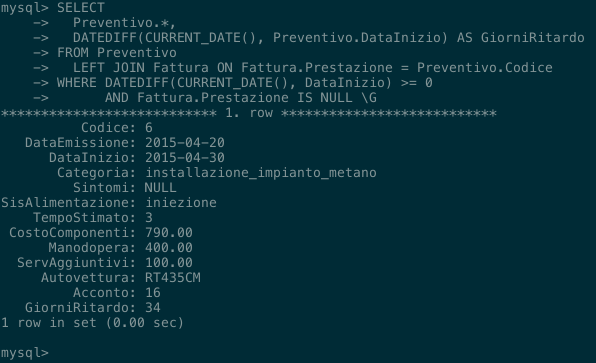 mysql> SELECT
    ->   Preventivo.*,
    ->   DATEDIFF(CURRENT_DATE(), Preventivo.DataInizio) AS GiorniRitardo
    -> FROM Preventivo
    ->   LEFT JOIN Fattura ON Fattura.Prestazione = Preventivo.Codice
    -> WHERE DATEDIFF(CURRENT_DATE(), DataInizio) >= 0
    ->       AND Fattura.Prestazione IS NULL \G
*************************** 1. row ***************************
          Codice: 6
   DataEmissione: 2015-04-20
      DataInizio: 2015-04-30
       Categoria: installazione_impianto_metano
         Sintomi: NULL
SisAlimentazione: iniezione
    TempoStimato: 3
 CostoComponenti: 790.00
      Manodopera: 400.00
  ServAggiuntivi: 100.00
     Autovettura: RT435CM
         Acconto: 16
   GiorniRitardo: 34
1 row in set (0.00 sec)
mysql>